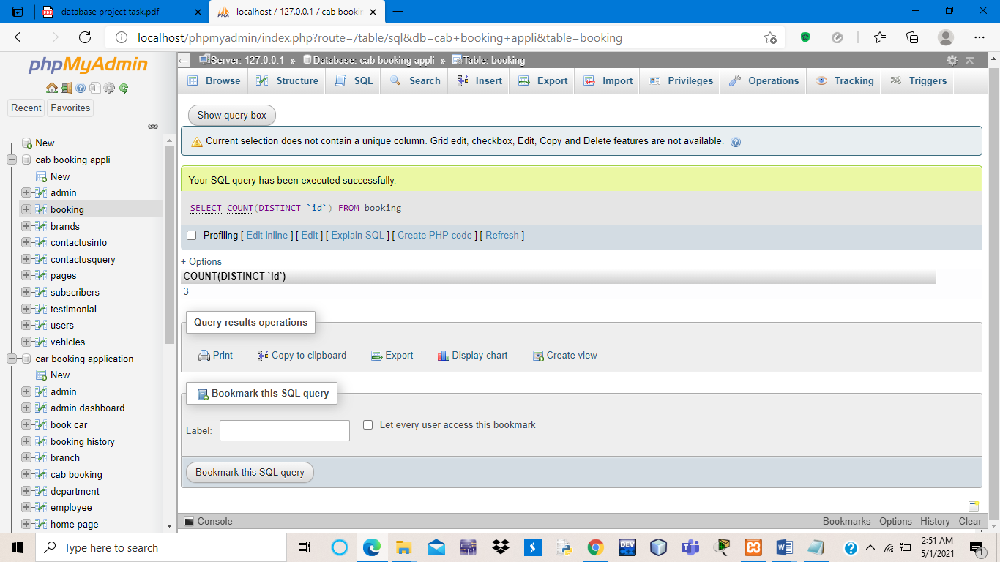 database project task.pdf
localhost / 127.0.0.1 / cab bookin
localhost/phpmyadmin/index.php?route=/table/sql&db=cab+booking+appli&table=booking
phpMyAdmin
Recent
Favorites
New
cab booking appli
New
admin
booking
brands
contactusinfo
contactusquery
pages
subscribers
testimonial
users
vehicles
car booking application
New
admin
admin dashboard
book car
booking history
branch
cab booking
department
employee
home page
Server: 127.0.0.1 » Database: cab booking appli » Table: booking
Browse Structure SQL Search Insert Export Import Privileges Operations Tracking Triggers
Show query box
Current selection does not contain a unique column. Grid edit, checkbox, Edit, Copy and Delete features are not available.
Your SQL query has been executed successfully.
SELECT COUNT(DISTINCT `id`) FROM booking
Profiling [ Edit inline ] [ Edit ] [ Explain SQL ] [ Create PHP code ] [ Refresh ]
+ Options
COUNT(DISTINCT `id`)
3
Query results operations
Print Copy to clipboard Export Display chart Create view
Bookmark this SQL query
Label:
Let every user access this bookmark
Bookmark this SQL query
Console
Bookmarks Options History Clear
Type here to search
2:51 AM
5/1/2021